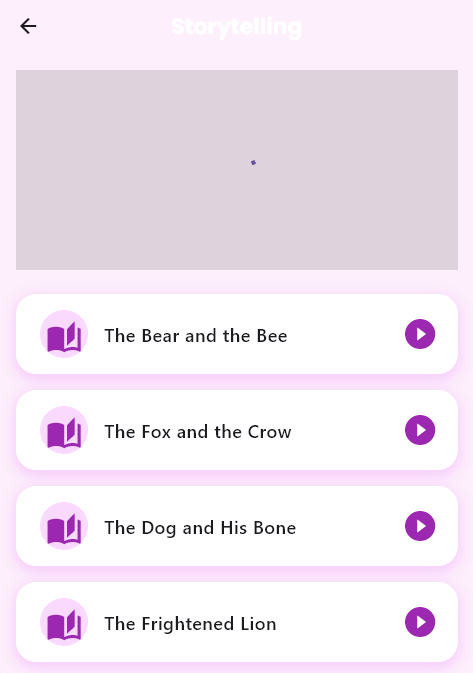 Storytelling
The Bear and the Bee
The Fox and the Crow
The Dog and His Bone
The Frightened Lion